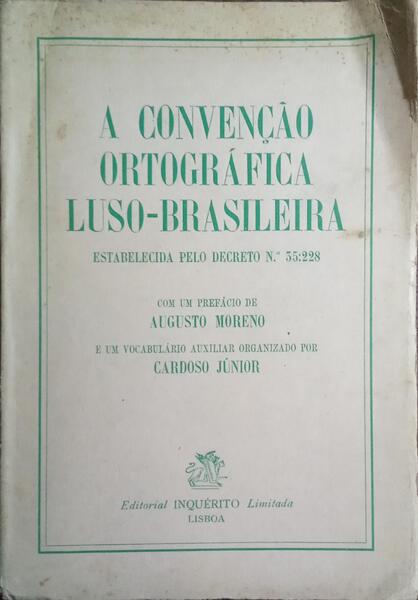 A CONVENÇÃO
ORTOGRÁFICA
LUSO-BRASILEIRA
ESTABELECIDA PELO DECRETO N.º 35:228
COM UM PREFÁCIO DE
AUGUSTO MORENO
E UM VOCABULÁRIO AUXILIAR ORGANIZADO POR
CARDOSO JÚNIOR
Editorial INQUÉRITO Limitada
LISBOA